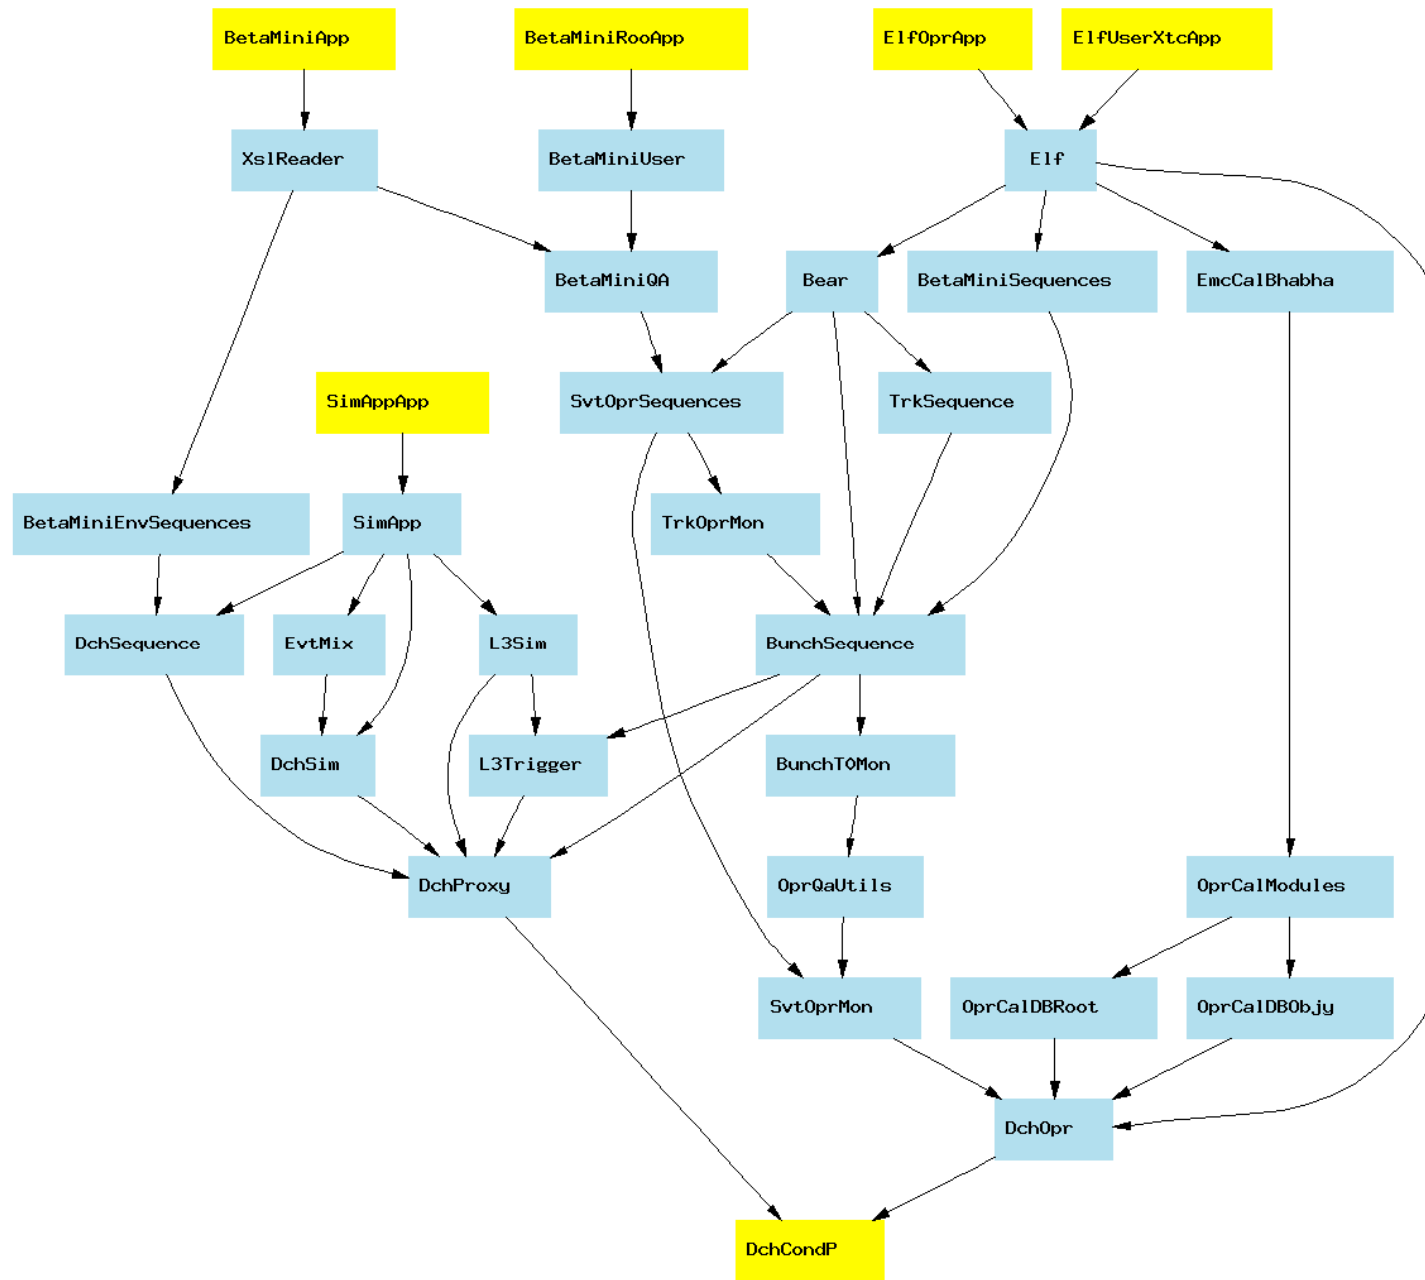 BetaMiniApp
BetaMiniRooApp
ElfOprApp
ElfUserXtcApp
XslReader
BetaMiniUser
Elf
BetaMiniQA
Bear
BetaMiniSequences
EmcCalBhabha
SimAppApp
SvtOprSequences
TrkSequence
BetaMiniEnvSequences
SimApp
TrkOprMon
DchSequence
EvtMix
L3Sim
BunchSequence
DchSim
L3Trigger
BunchT0Mon
DchProxy
OprQaUtils
OprCalModules
SvtOprMon
OprCalDBRoot
OprCalDBObjy
DchOpr
DchCondP